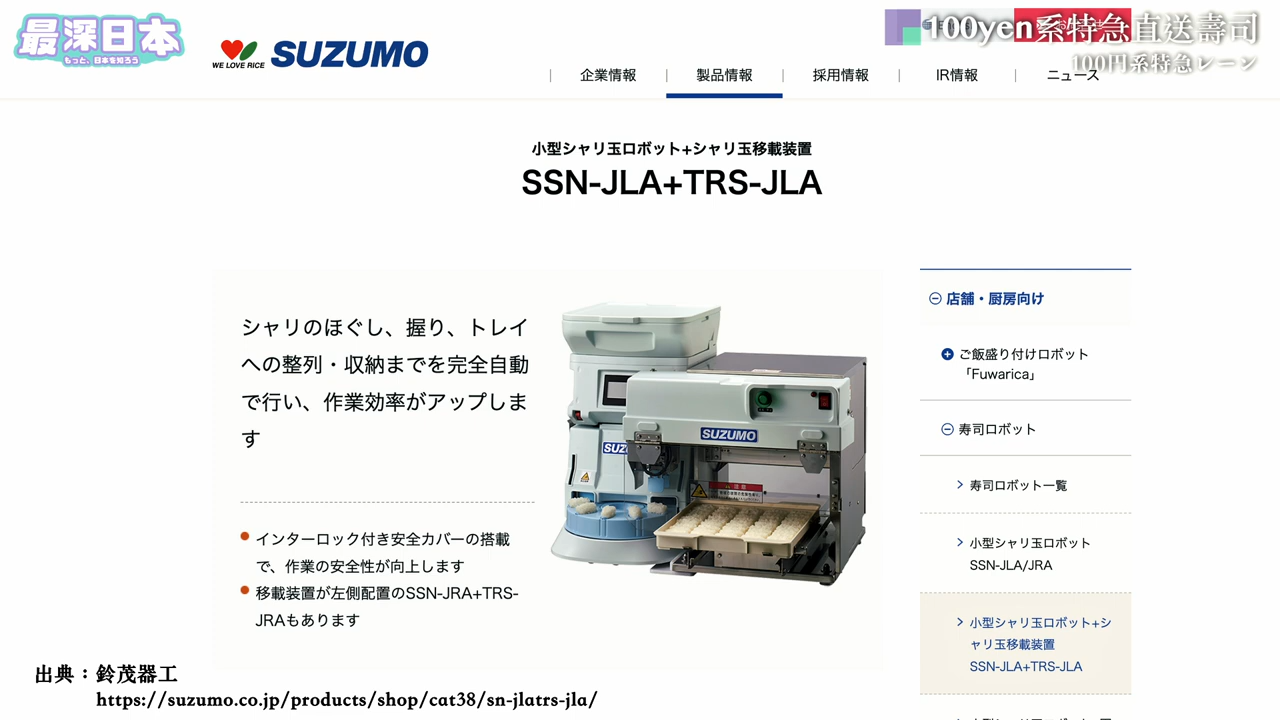 最深日本
もっと、日本を知ろう
WE LOVE RICE
SUZUMO
100yen系特急直送壽司
100円系特急レーン
企業情報
製品情報
採用情報
IR情報
ニュース
小型シャリ玉ロボット+シャリ玉移載装置
SSN-JLA+TRS-JLA
シャリのほぐし、握り、トレイ
への整列・収納までを完全自動
で行い、作業効率がアップしま
す
インターロック付き安全カバーの搭載
で、作業の安全性が向上します
移載装置が左側配置のSSN-JRA+TRS-
JRAもあります
SUZUMO
店舗・厨房向け
ご飯盛り付けロボット
「Fuwarica」
寿司ロボット
寿司ロボット一覧
小型シャリ玉ロボット
SSN-JLA/JRA
小型シャリ玉ロボット+シ
ャリ玉移載装置
SSN-JLA+TRS-JLA
出典：鈴茂器工
https://suzumo.co.jp/products/shop/cat38/sn-jlatrs-jla/